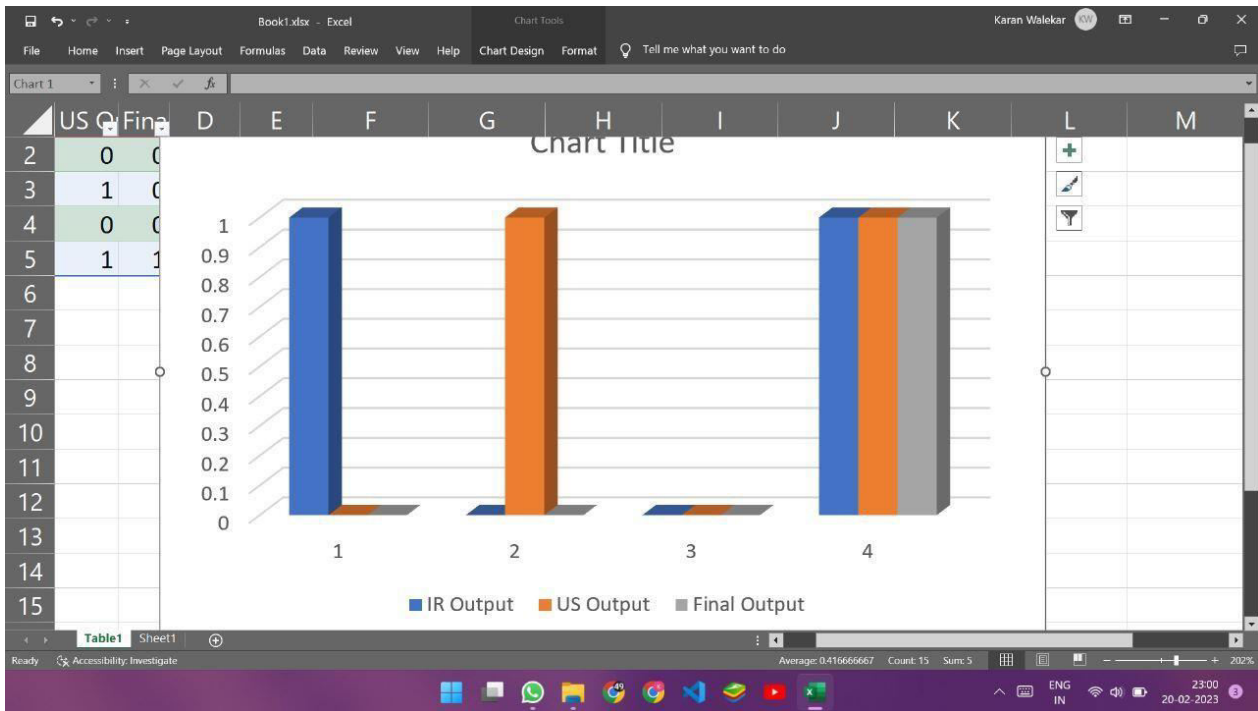 Book1.xlsx - Excel
Chart Tools
Karan Walekar KW
File Home Insert Page Layout Formulas Data Review View Help Chart Design Format Tell me what you want to do
Chart 1 fx
D E F G H I J K L M
US
2 0
3 1
4 0
5 1 1
6
7
8
9
10
11
12
13
14
15
Chart Title
1
0.9
0.8
0.7
0.6
0.5
0.4
0.3
0.2
0.1
0
1 2 3 4
IR Output US Output Final Output
Table1 Sheet1
Ready Accessibility: Investigate Average: 0.416666667 Count: 15 Sum: 5 202%
49
ENG
IN
23:00
20-02-2023
3